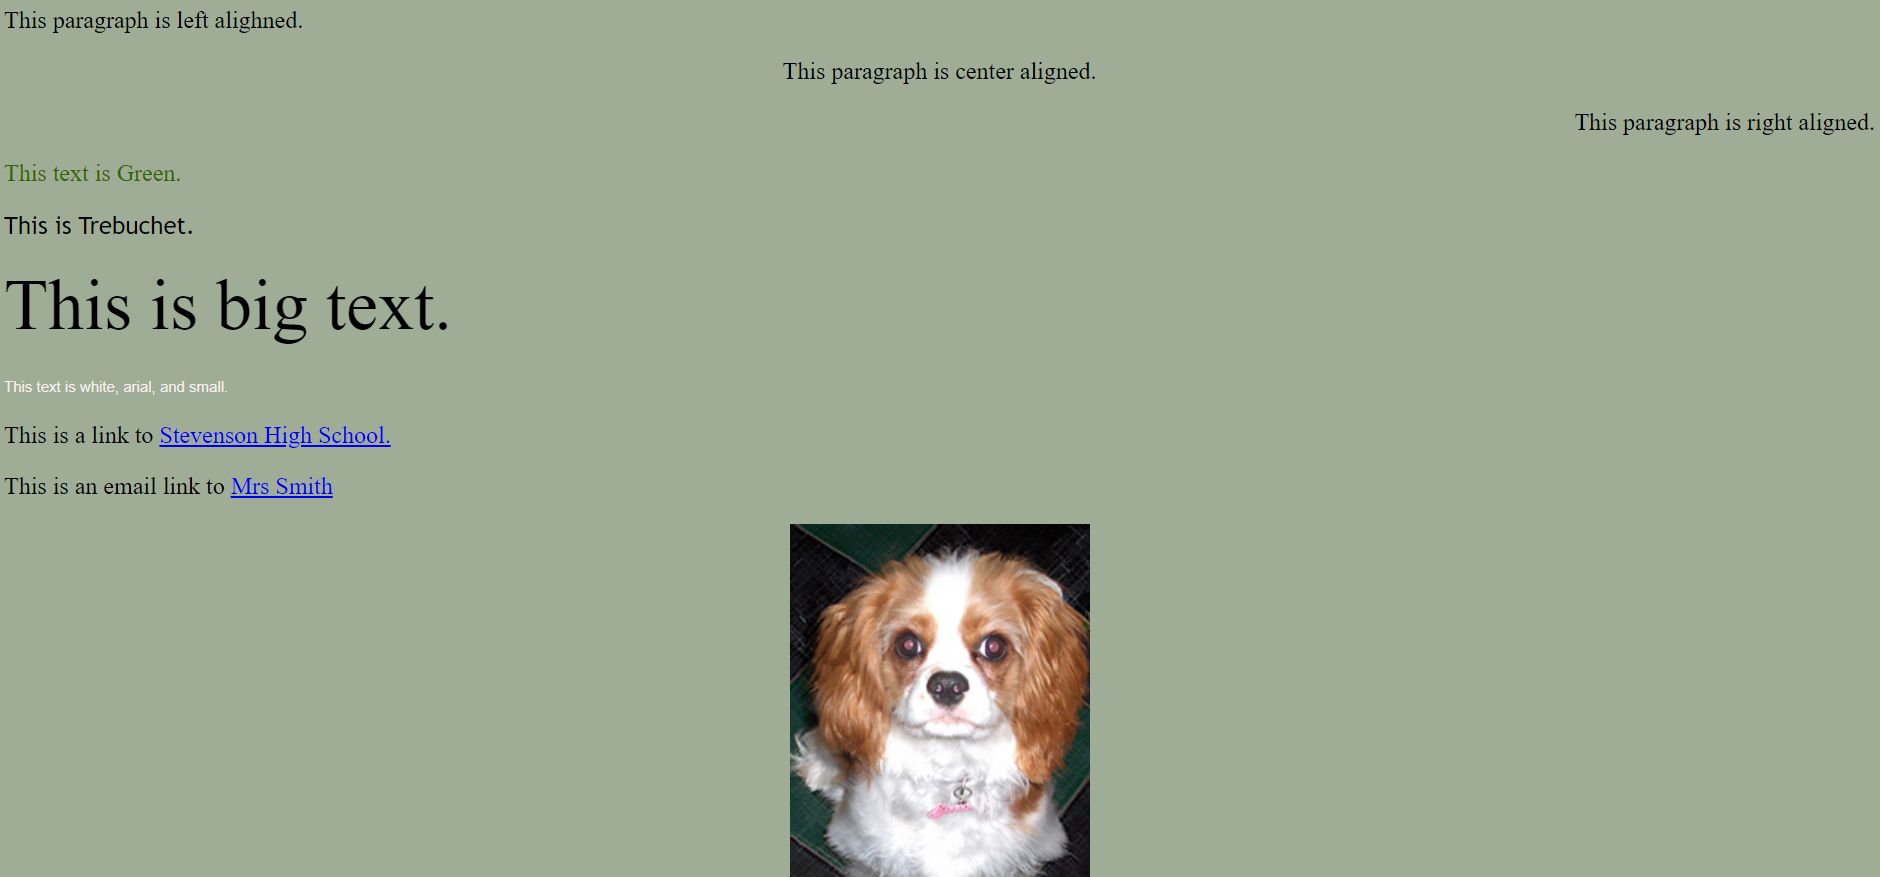 This paragraph is left alighned.
This paragraph is center aligned.
This paragraph is right aligned.
This text is Green.
This is Trebuchet.
This is big text.
This text is white, arial, and small.
This is a link to Stevenson High School.
This is an email link to Mrs Smith